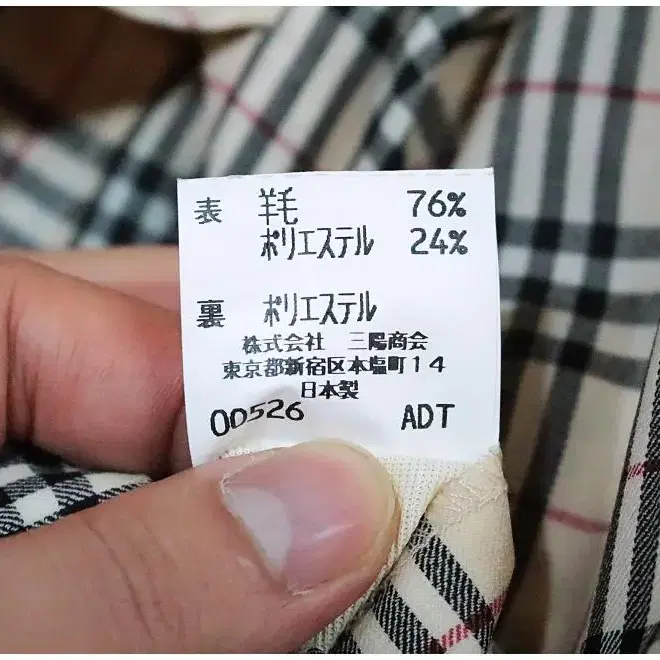 表 羊毛 76%
ポリエステル 24%
裏 ポリエステル
株式会社 三陽商会
東京都新宿区本塩町14
日本製
00526 ADT